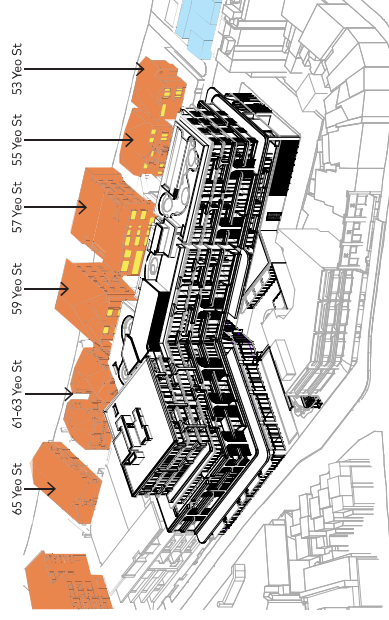 53 Yeo St
55 Yeo St
57 Yeo St
59 Yeo St
61-63 Yeo St
65 Yeo St